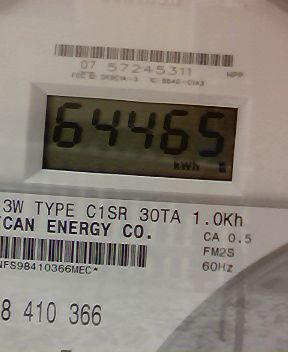 07 57245311 HPP
64465
kWh
3W TYPE C1SR 30TA 1.0Kh
CAN ENERGY CO. CA 0.5
FM2S
NFS98410366MEC* 60Hz
8 410 366